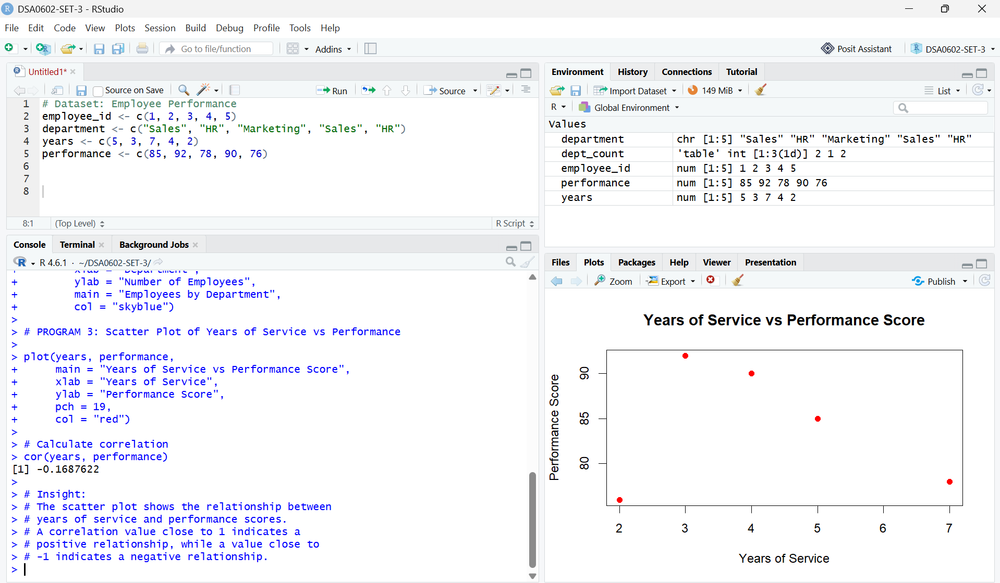 DSA0602-SET-3 - RStudio
File Edit Code View Plots Session Build Debug Profile Tools Help
Go to file/function Addins Posit Assistant DSA0602-SET-3
Untitled1*
Source on Save Run Source
1 # Dataset: Employee Performance
2 employee_id <- c(1, 2, 3, 4, 5)
3 department <- c("Sales", "HR", "Marketing", "Sales", "HR")
4 years <- c(5, 3, 7, 4, 2)
5 performance <- c(85, 92, 78, 90, 76)
6
7
8
8:1 (Top Level) R Script
Console Terminal Background Jobs
R 4.6.1 · ~/DSA0602-SET-3/
+         xlab = "Department",
+         ylab = "Number of Employees",
+         main = "Employees by Department",
+         col = "skyblue")
>
> # PROGRAM 3: Scatter Plot of Years of Service vs Performance
>
> plot(years, performance,
+      main = "Years of Service vs Performance Score",
+      xlab = "Years of Service",
+      ylab = "Performance Score",
+      pch = 19,
+      col = "red")
>
> # Calculate correlation
> cor(years, performance)
[1] -0.1687622
>
> # Insight:
> # The scatter plot shows the relationship between
> # years of service and performance scores.
> # A correlation value close to 1 indicates a
> # positive relationship, while a value close to
> # -1 indicates a negative relationship.
>
Environment History Connections Tutorial
Import Dataset 149 MiB List
R Global Environment
Values
department chr [1:5] "Sales" "HR" "Marketing" "Sales" "HR"
dept_count 'table' int [1:3(1d)] 2 1 2
employee_id num [1:5] 1 2 3 4 5
performance num [1:5] 85 92 78 90 76
years num [1:5] 5 3 7 4 2
Files Plots Packages Help Viewer Presentation
Zoom Export Publish
Years of Service vs Performance Score
Performance Score
90
85
80
2 3 4 5 6 7
Years of Service